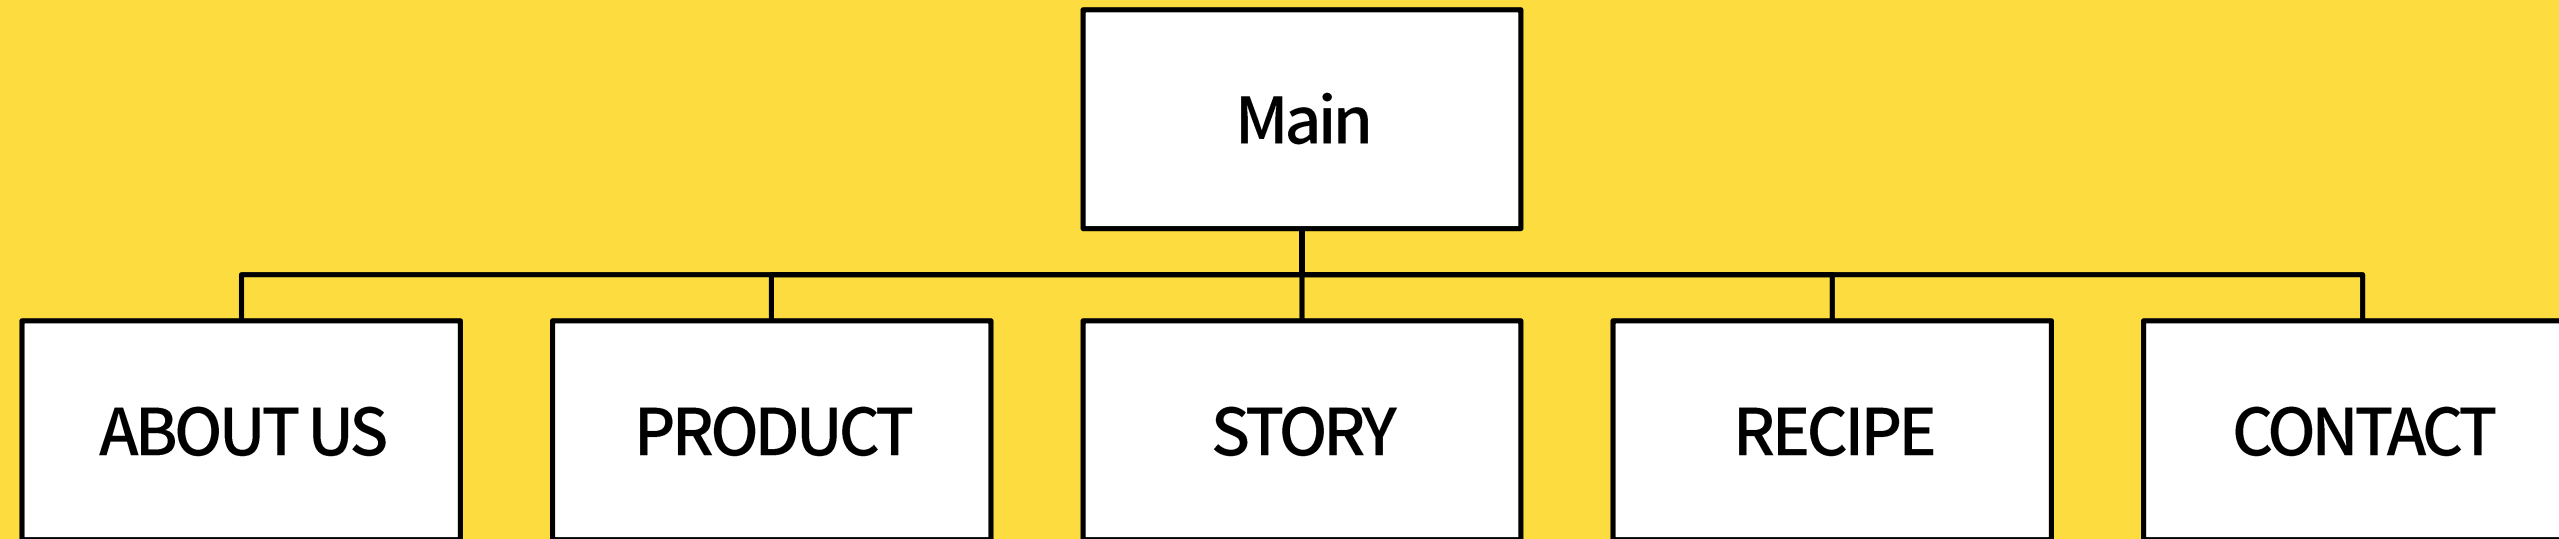 Main
ABOUT US
PRODUCT
STORY
RECIPE
CONTACT